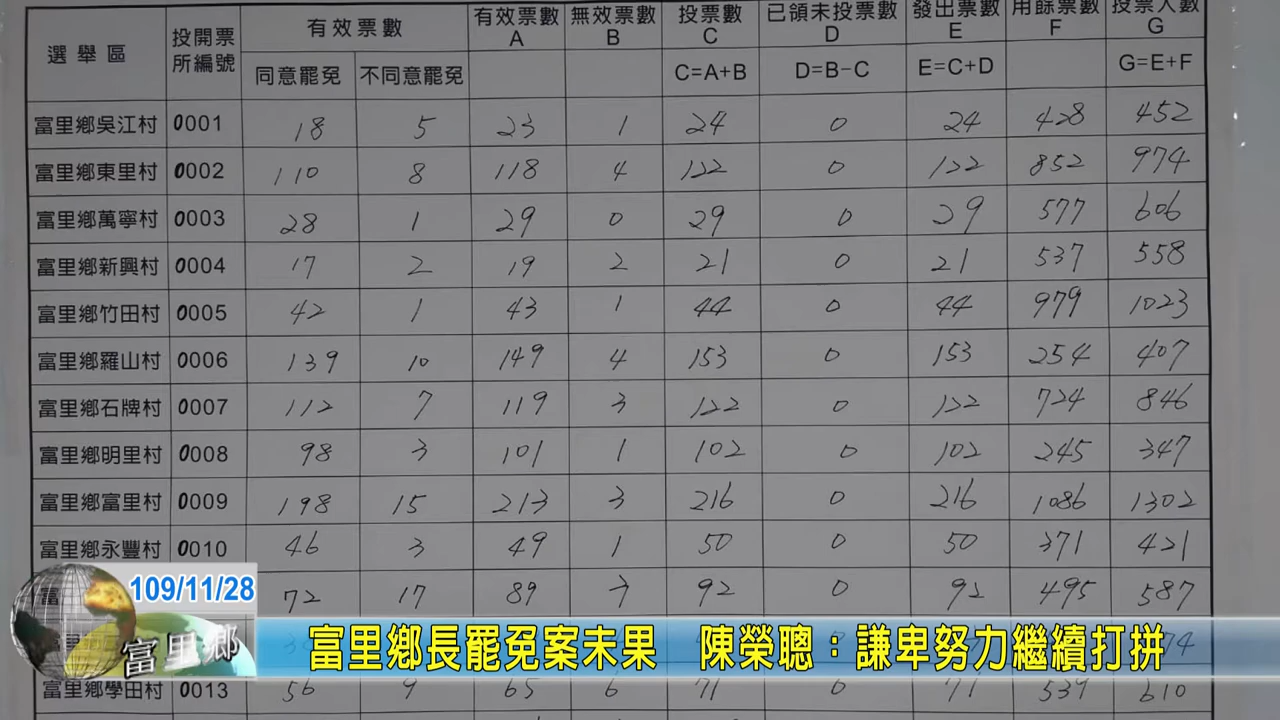 選舉區 投開票所編號 有效票數 有效票數 A 無效票數 B 投票數 C 已領未投票數 D 發出票數 E 用餘票數 F 投票人數 G
同意罷免 不同意罷免 C=A+B D=B-C E=C+D G=E+F
富里鄉吳江村 0001 18 5 23 1 24 0 24 428 452
富里鄉東里村 0002 110 8 118 4 122 0 122 852 974
富里鄉萬寧村 0003 28 1 29 0 29 0 29 577 606
富里鄉新興村 0004 17 2 19 2 21 0 21 537 558
富里鄉竹田村 0005 42 1 43 1 44 0 44 979 1023
富里鄉羅山村 0006 139 10 149 4 153 0 153 254 407
富里鄉石牌村 0007 112 7 119 3 122 0 122 724 846
富里鄉明里村 0008 98 3 101 1 102 0 102 245 347
富里鄉富里村 0009 198 15 213 3 216 0 216 1086 1302
富里鄉永豐村 0010 46 3 49 1 50 0 50 371 421
72 17 89 3 92 0 92 495 587
109/11/28
富里鄉
富里鄉長罷免案未果 陳榮聰：謙卑努力繼續打拼
富里鄉學田村 0013 56 9 65 6 71 0 71 539 610